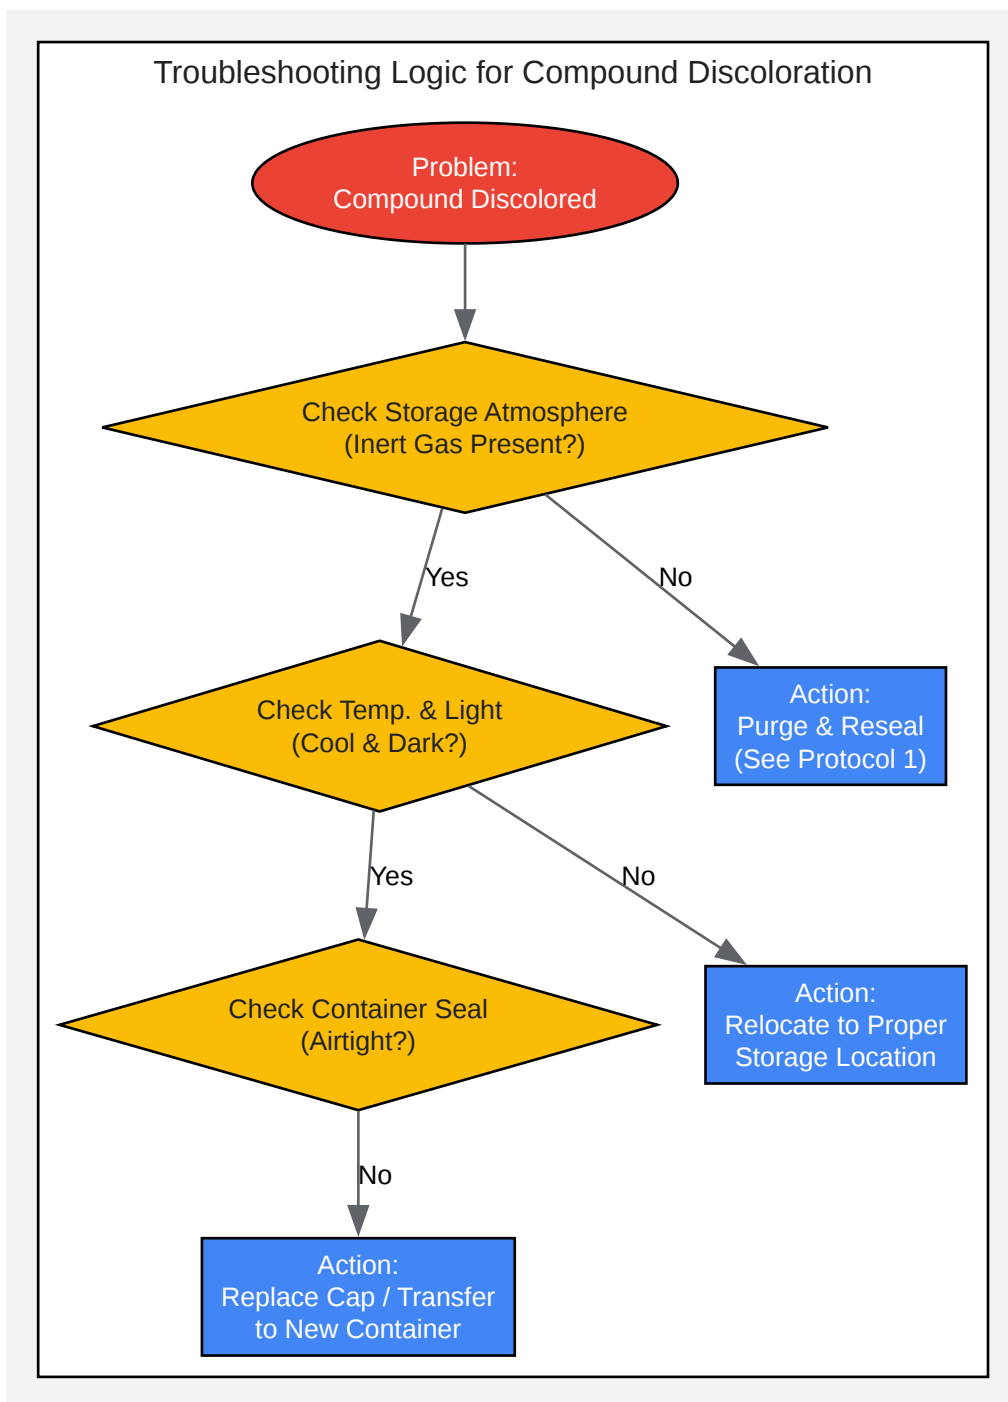 Troubleshooting Logic for Compound Discoloration
Problem:
Compound Discolored
Check Storage Atmosphere
(Inert Gas Present?)
Yes
No
Check Temp. & Light
(Cool & Dark?)
Action:
Purge & Reseal
(See Protocol 1)
Yes
No
Check Container Seal
(Airtight?)
Action:
Relocate to Proper
Storage Location
No
Action:
Replace Cap / Transfer
to New Container